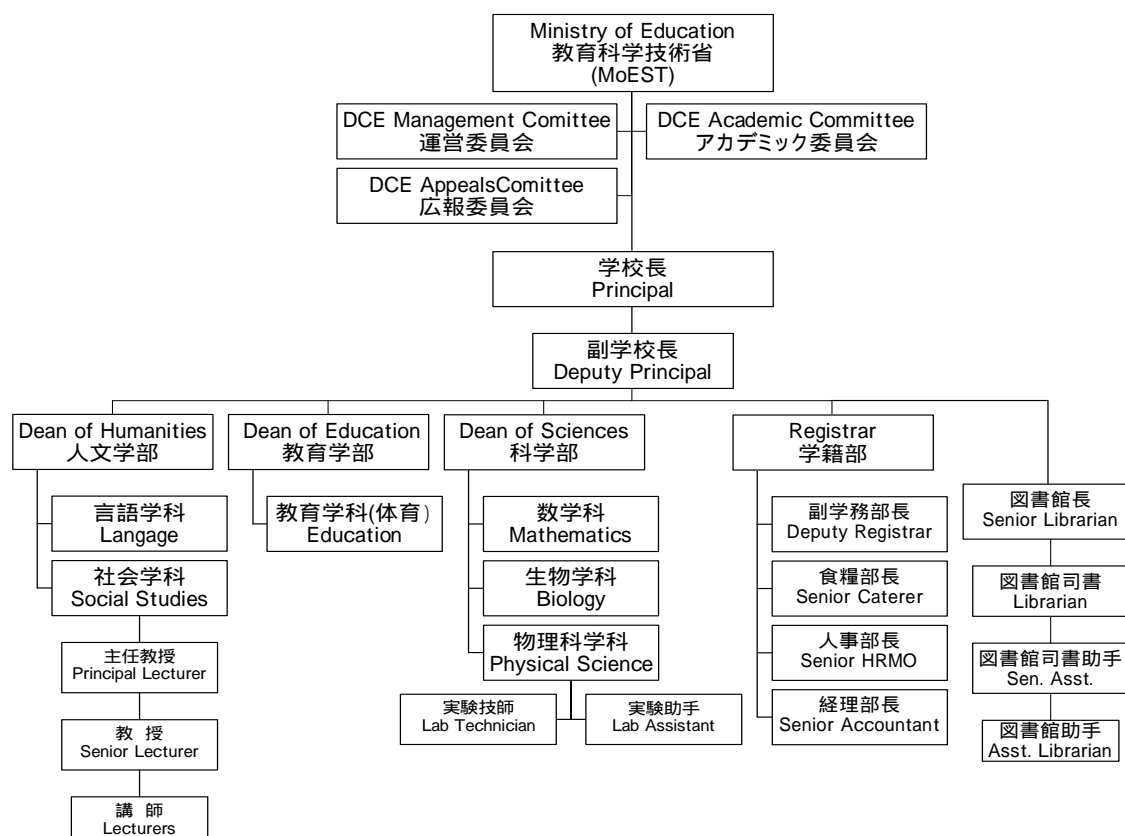 Ministry of Education
教育科学技術省
(MoEST)
DCE Management Comittee
運営委員会
DCE Academic Committee
アカデミック委員会
DCE AppealsComittee
広報委員会
学校長
Principal
副学校長
Deputy Principal
Dean of Humanities
人文学部
Dean of Education
教育学部
Dean of Sciences
科学部
Registrar
学籍部
言語学科
Langage
社会学科
Social Studies
主任教授
Principal Lecturer
教 授
Senior Lecturer
講 師
Lecturers
教育学科(体育)
Education
数学科
Mathematics
生物学科
Biology
物理科学科
Physical Science
実験技師
Lab Technician
実験助手
Lab Assistant
副学務部長
Deputy Registrar
食糧部長
Senior Caterer
人事部長
Senior HRMO
経理部長
Senior Accountant
図書館長
Senior Librarian
図書館司書
Librarian
図書館司書助手
Sen. Asst.
図書館助手
Asst. Librarian